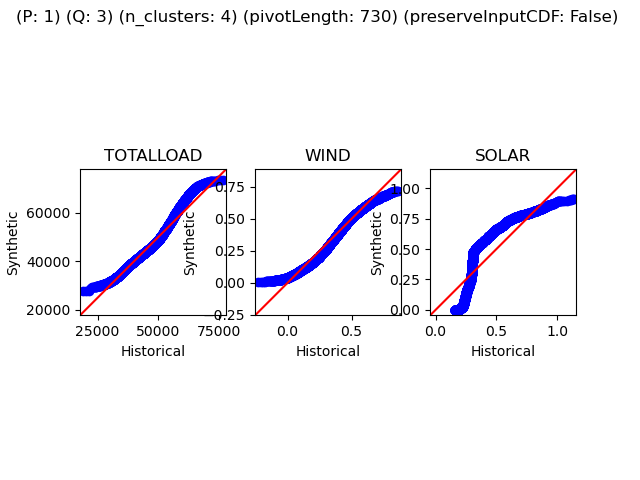 (P: 1) (Q: 3) (n_clusters: 4) (pivotLength: 730) (preserveInputCDF: False)
TOTALLOAD
WIND
SOLAR
Synthetic
60000
40000
20000
25000
50000
75000
Historical
Synthetic
0.75
0.50
0.25
0.00
0.25
0.0
0.5
Historical
Synthetic
1.00
0.75
0.50
0.25
0.00
0.0
0.5
1.0
Historical